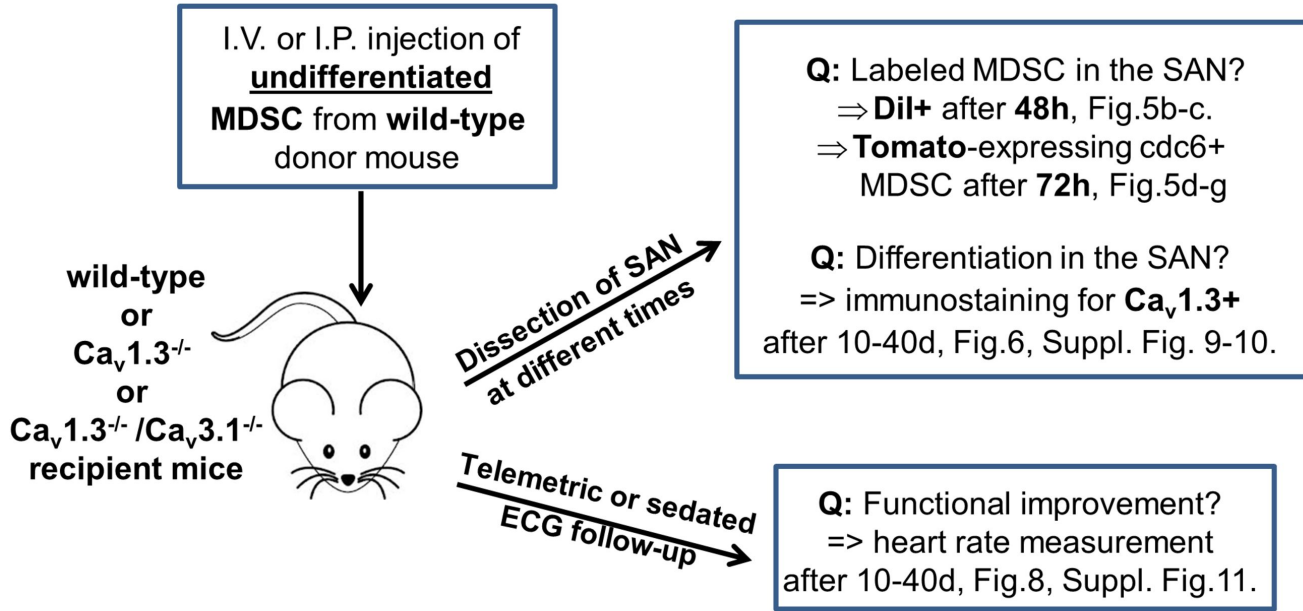 I.V. or I.P. injection of
undifferentiated
MDSC from wild-type
donor mouse
wild-type
or
Caᵥ1.3⁻/⁻
or
Caᵥ1.3⁻/⁻ /Caᵥ3.1⁻/⁻
recipient mice
Dissection of SAN
at different times
Q: Labeled MDSC in the SAN?
⇒ DiI+ after 48h, Fig.5b-c.
⇒ Tomato-expressing cdc6+
MDSC after 72h, Fig.5d-g
Q: Differentiation in the SAN?
=> immunostaining for Caᵥ1.3+
after 10-40d, Fig.6, Suppl. Fig. 9-10.
Telemetric or sedated
ECG follow-up
Q: Functional improvement?
=> heart rate measurement
after 10-40d, Fig.8, Suppl. Fig.11.